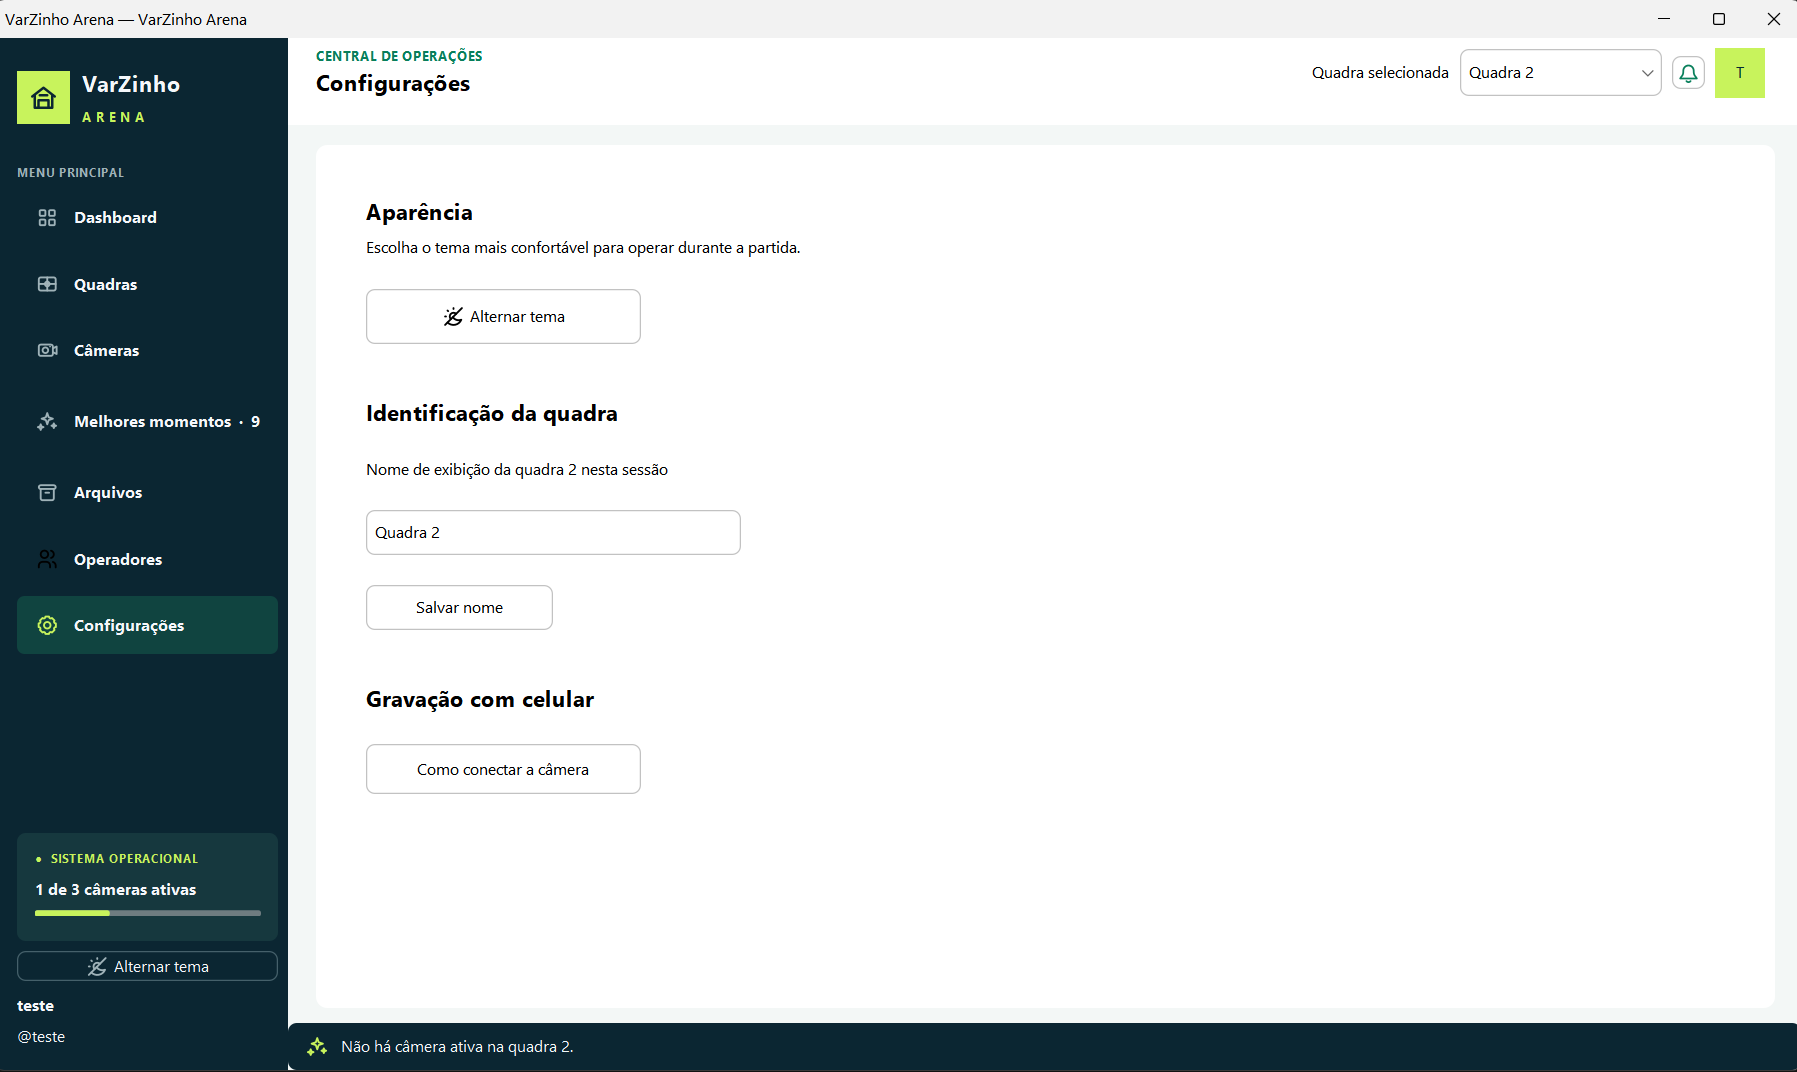 VarZinho Arena — VarZinho Arena
VarZinho
ARENA
MENU PRINCIPAL
Dashboard
Quadras
Câmeras
Melhores momentos · 9
Arquivos
Operadores
Configurações
• SISTEMA OPERACIONAL
1 de 3 câmeras ativas
Alternar tema
teste
@teste
CENTRAL DE OPERAÇÕES
Configurações
Quadra selecionada
Quadra 2
T
Aparência
Escolha o tema mais confortável para operar durante a partida.
Alternar tema
Identificação da quadra
Nome de exibição da quadra 2 nesta sessão
Quadra 2
Salvar nome
Gravação com celular
Como conectar a câmera
Não há câmera ativa na quadra 2.